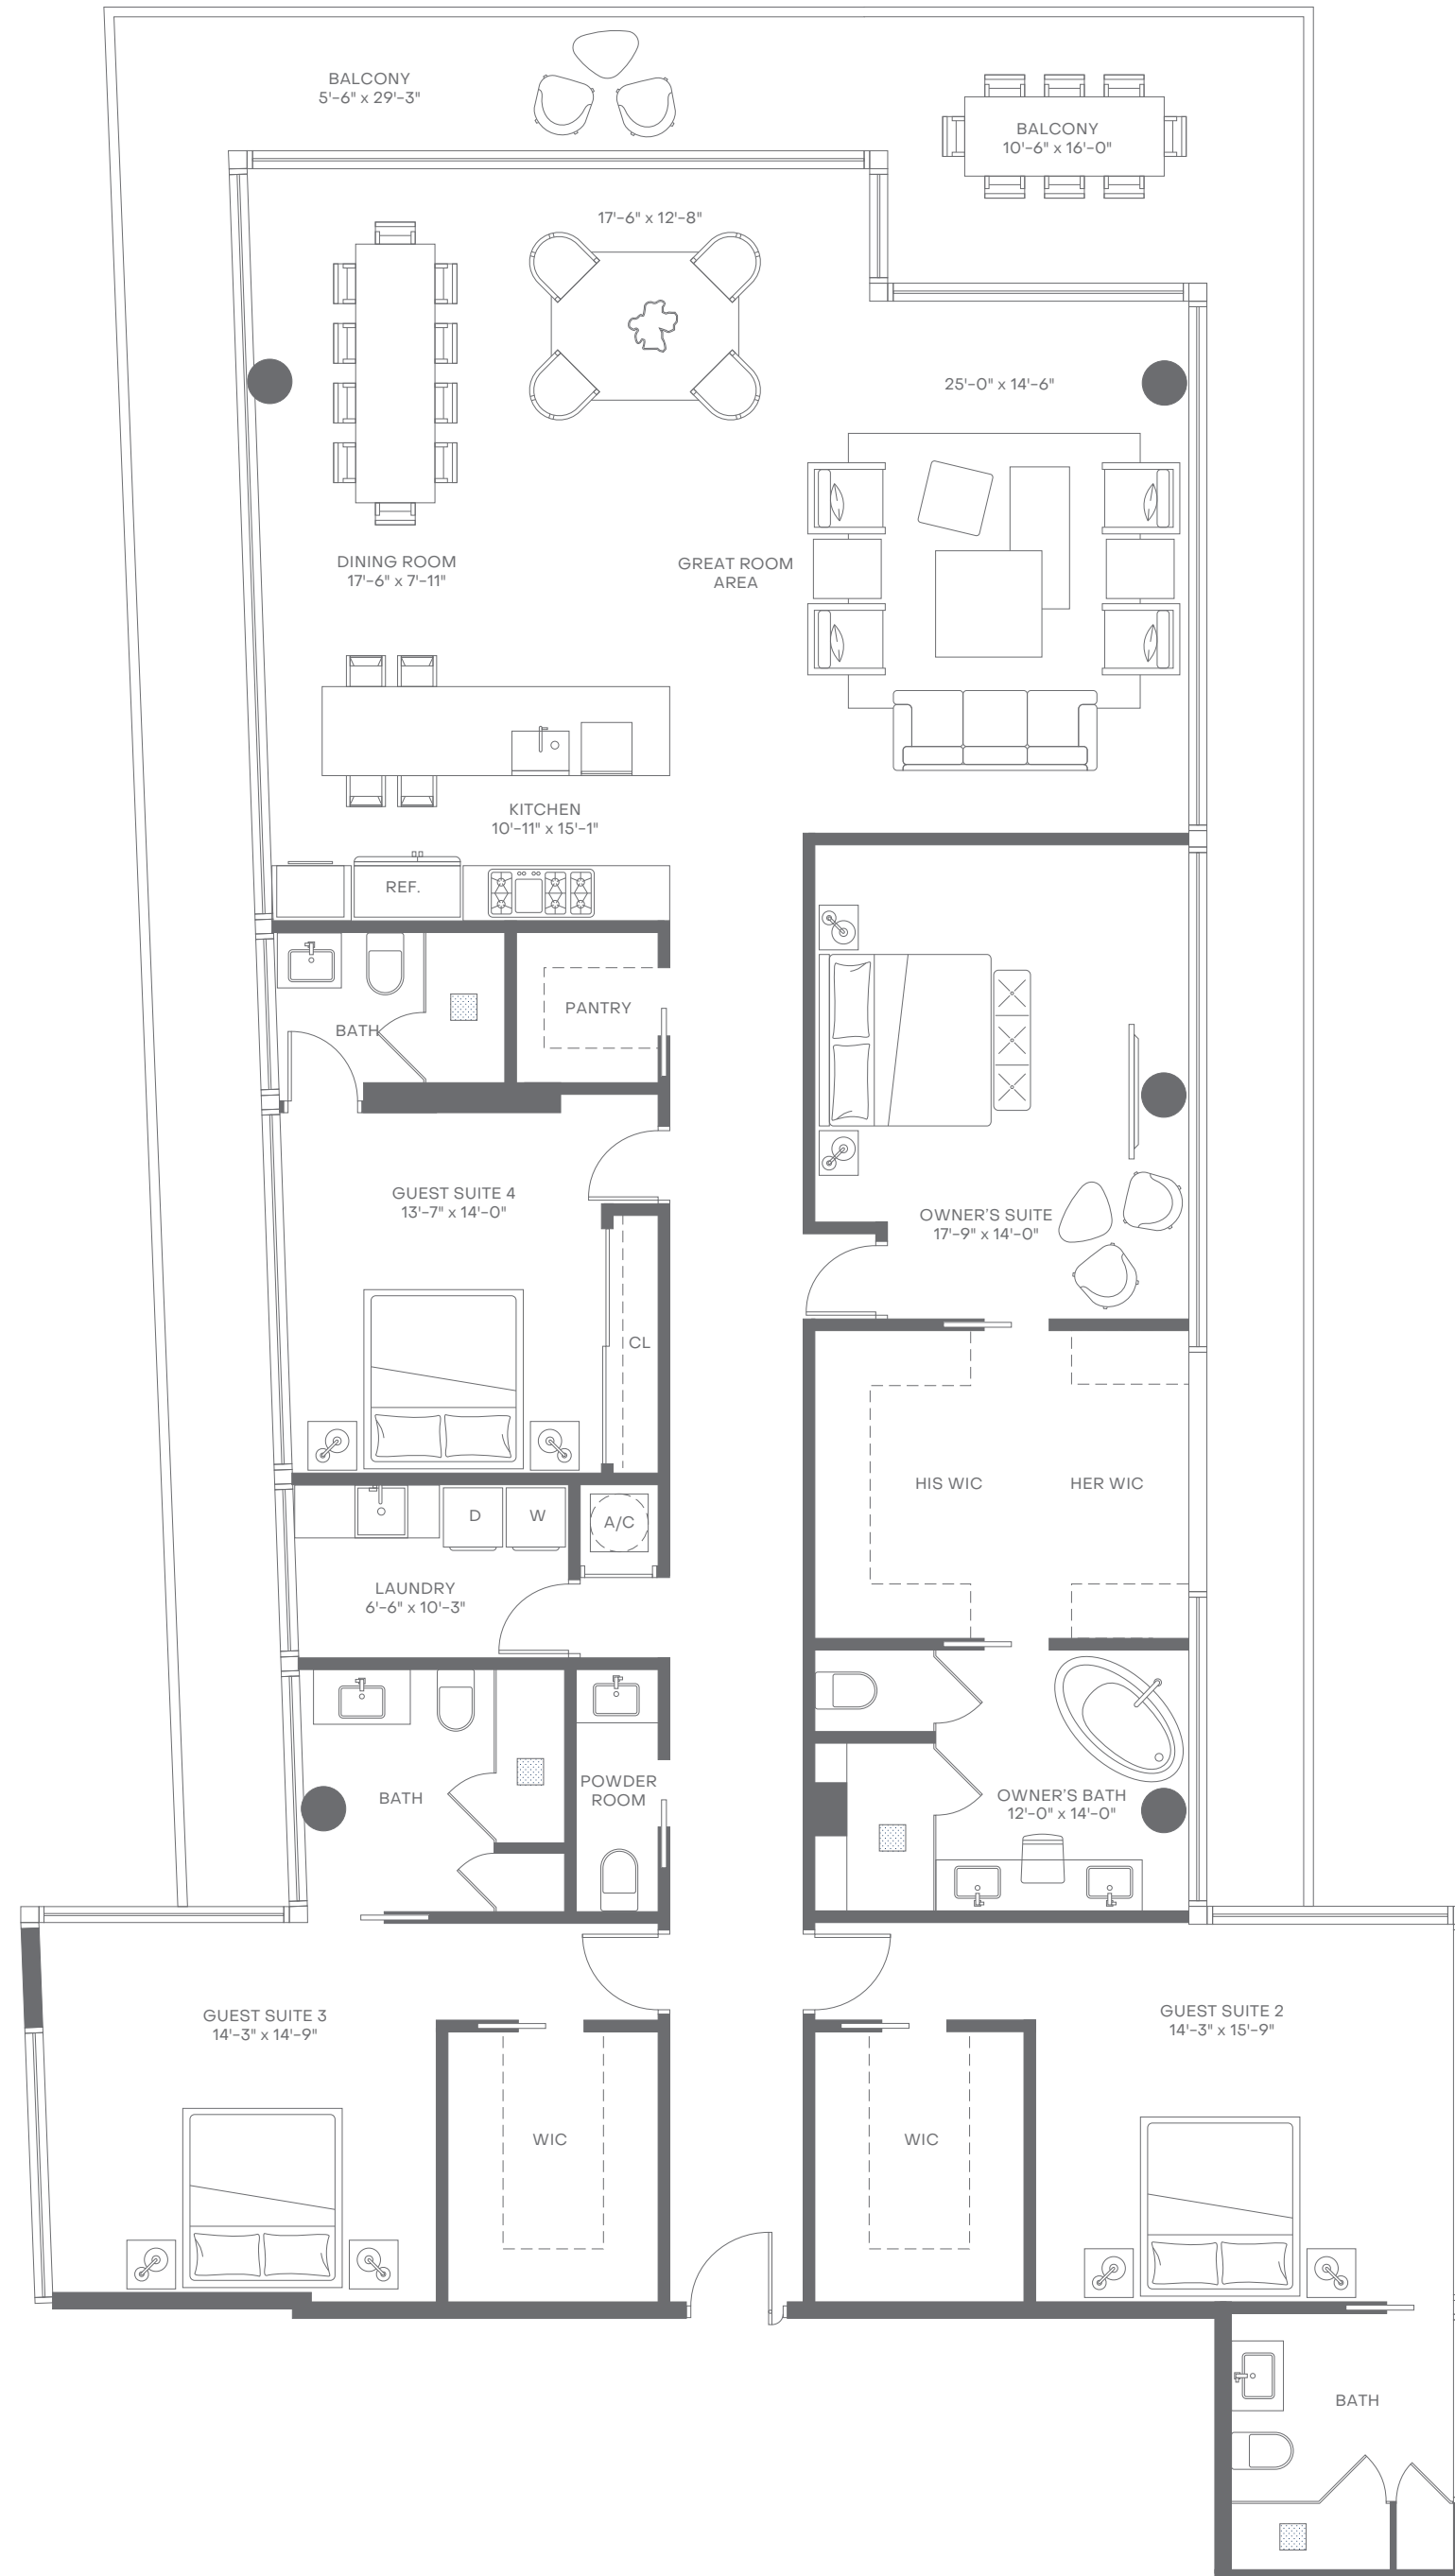 BALCONY
5'-6" x 29'-3"
BALCONY
10'-6" x 16'-0"
17'-6" x 12'-8"
25'-0" x 14'-6"
DINING ROOM
17'-6" x 7'-11"
GREAT ROOM
AREA
KITCHEN
10'-11" x 15'-1"
REF.
PANTRY
BATH
GUEST SUITE 4
13'-7" x 14'-0"
OWNER'S SUITE
17'-9" x 14'-0"
CL
HIS WIC
HER WIC
D
W
A/C
LAUNDRY
6'-6" x 10'-3"
POWDER
ROOM
BATH
OWNER'S BATH
12'-0" x 14'-0"
GUEST SUITE 3
14'-3" x 14'-9"
GUEST SUITE 2
14'-3" x 15'-9"
WIC
WIC
BATH